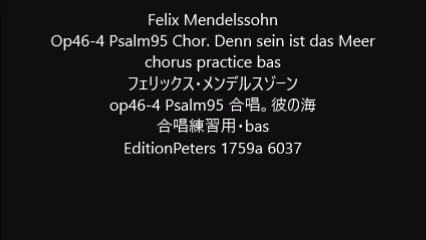 Felix Mendelssohn
Op46-4 Psalm95 Chor. Denn sein ist das Meer
chorus practice bas
フェリックス・メンデルスゾーン
op46-4 Psalm95 合唱。彼の海
合唱練習用・bas
EditionPeters 1759a 6037